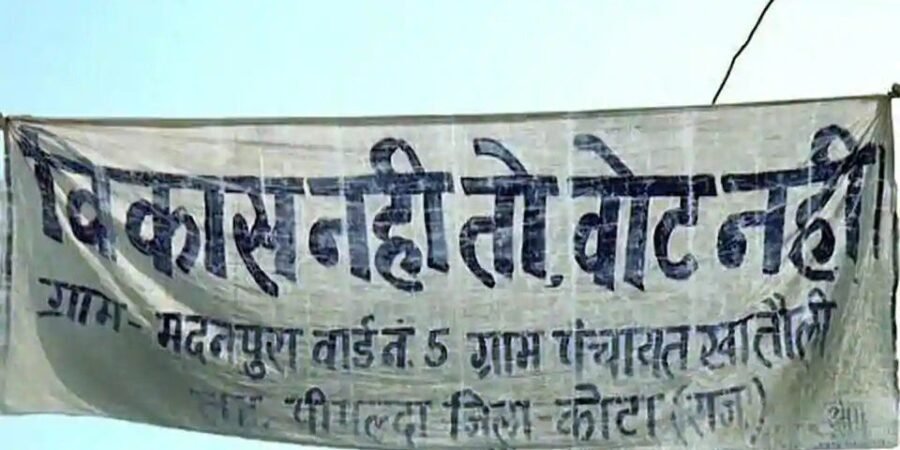 विकास नही तो, वोट नही
ग्राम- मदनपुरा वार्ड नं. 5 ग्राम पंचायत खातौली
पीपल्दा जिला-कोटा (राज.)